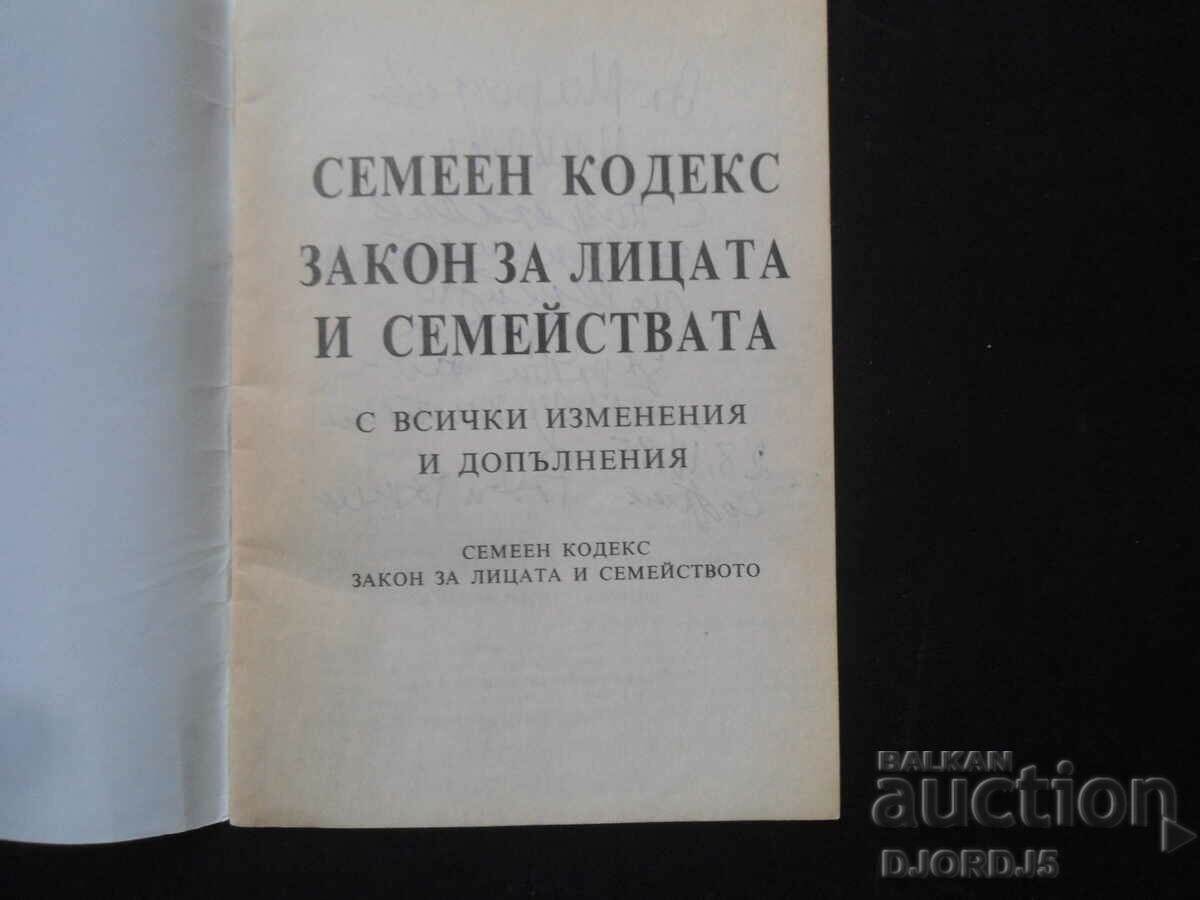 СЕМЕЕН КОДЕКС
ЗАКОН ЗА ЛИЦАТА
И СЕМЕЙСТВАТА
С ВСИЧКИ ИЗМЕНЕНИЯ
И ДОПЪЛНЕНИЯ
СЕМЕЕН КОДЕКС
ЗАКОН ЗА ЛИЦАТА И СЕМЕЙСТВОТО
BALKAN
auction
DJORDJ5